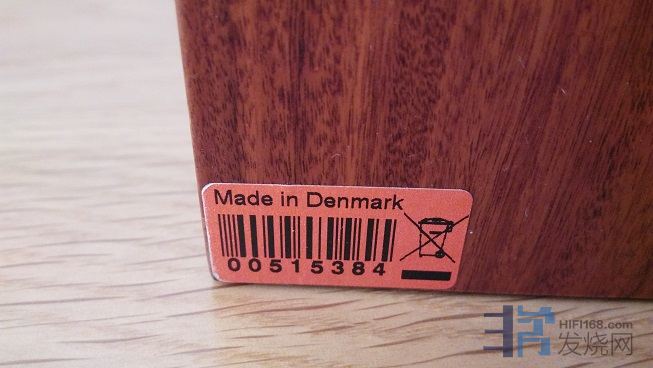 Made in Denmark
00515384
HIFI168.com
发烧网